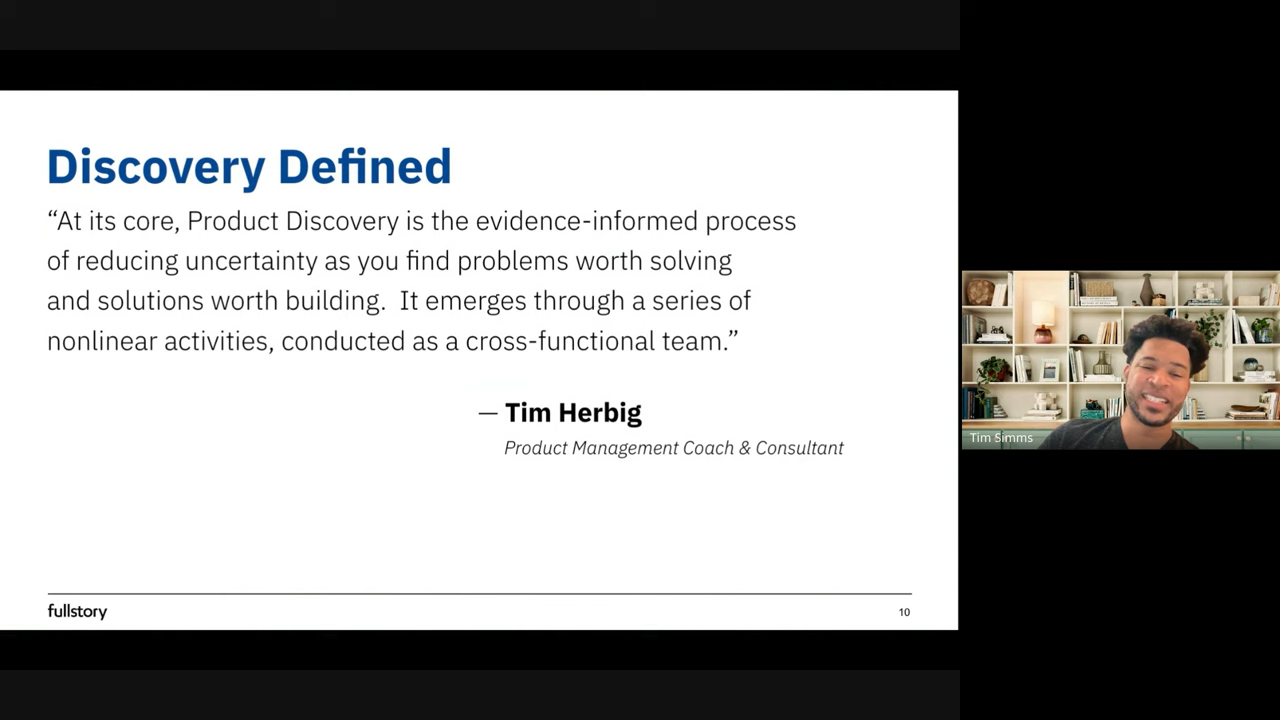 Discovery Defined
“At its core, Product Discovery is the evidence-informed process
of reducing uncertainty as you find problems worth solving
and solutions worth building.  It emerges through a series of
nonlinear activities, conducted as a cross-functional team.”
— Tim Herbig
Product Management Coach & Consultant
fullstory
10
Tim Simms